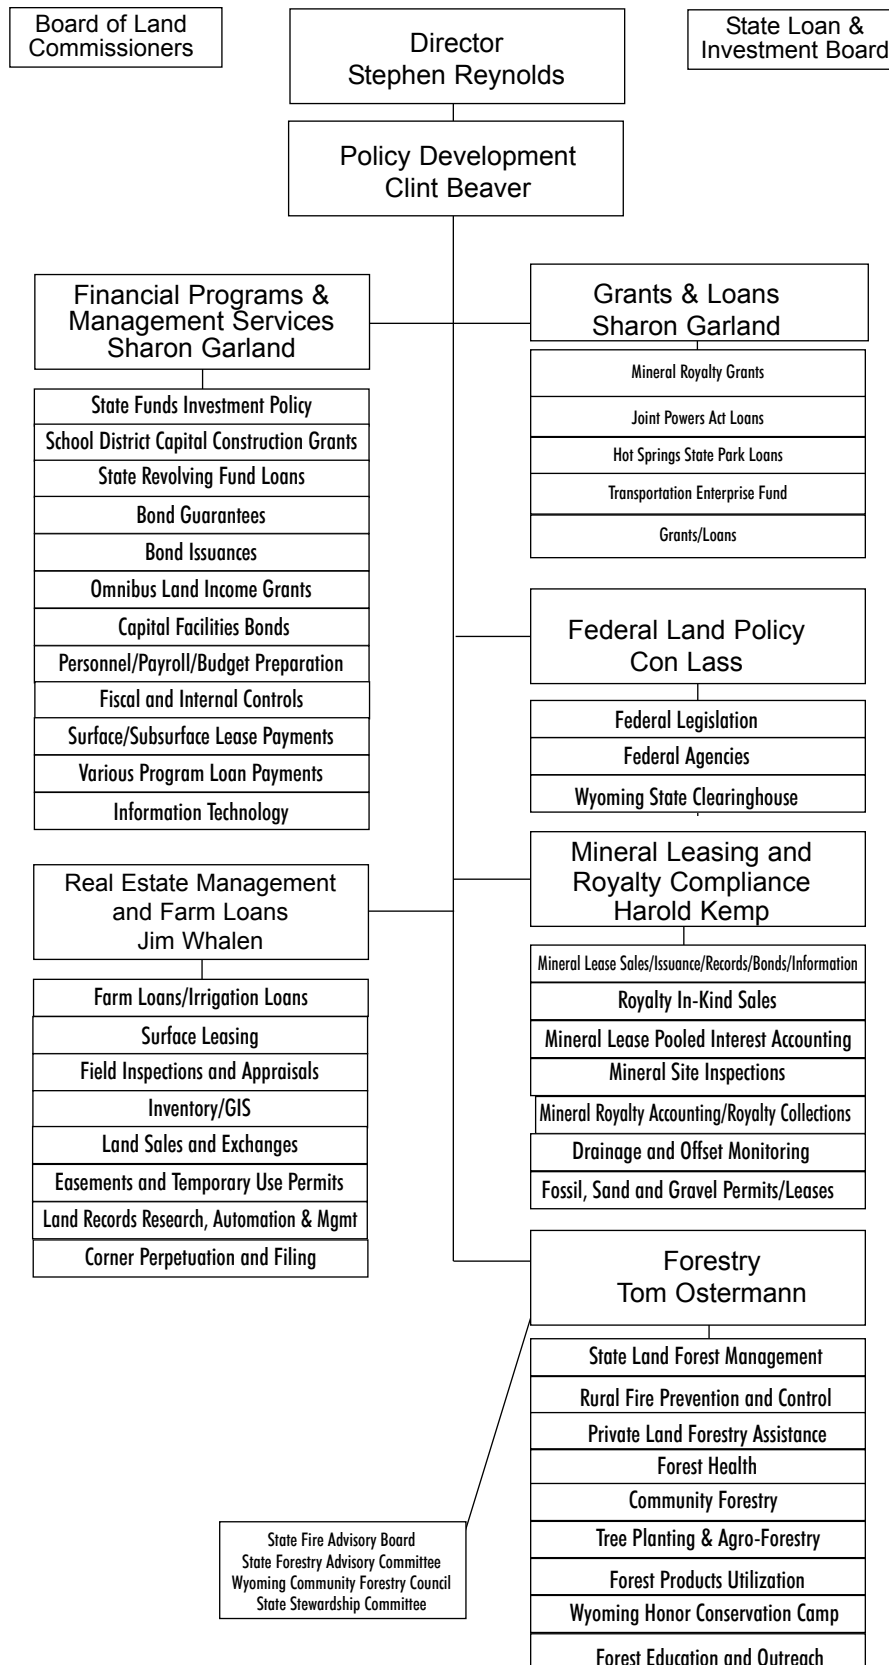 Board of Land
Commissioners
Director
Stephen Reynolds
State Loan &
Investment Board
Policy Development
Clint Beaver
Financial Programs &
Management Services
Sharon Garland
State Funds Investment Policy
School District Capital Construction Grants
State Revolving Fund Loans
Bond Guarantees
Bond Issuances
Omnibus Land Income Grants
Capital Facilities Bonds
Personnel/Payroll/Budget Preparation
Fiscal and Internal Controls
Surface/Subsurface Lease Payments
Various Program Loan Payments
Information Technology
Real Estate Management
and Farm Loans
Jim Whalen
Farm Loans/Irrigation Loans
Surface Leasing
Field Inspections and Appraisals
Inventory/GIS
Land Sales and Exchanges
Easements and Temporary Use Permits
Land Records Research, Automation & Mgmt
Corner Perpetuation and Filing
Grants & Loans
Sharon Garland
Mineral Royalty Grants
Joint Powers Act Loans
Hot Springs State Park Loans
Transportation Enterprise Fund
Grants/Loans
Federal Land Policy
Con Lass
Federal Legislation
Federal Agencies
Wyoming State Clearinghouse
Mineral Leasing and
Royalty Compliance
Harold Kemp
Mineral Lease Sales/Issuance/Records/Bonds/Information
Royalty In-Kind Sales
Mineral Lease Pooled Interest Accounting
Mineral Site Inspections
Mineral Royalty Accounting/Royalty Collections
Drainage and Offset Monitoring
Fossil, Sand and Gravel Permits/Leases
Forestry
Tom Ostermann
State Land Forest Management
Rural Fire Prevention and Control
Private Land Forestry Assistance
Forest Health
Community Forestry
Tree Planting & Agro-Forestry
Forest Products Utilization
Wyoming Honor Conservation Camp
Forest Education and Outreach
State Fire Advisory Board
State Forestry Advisory Committee
Wyoming Community Forestry Council
State Stewardship Committee